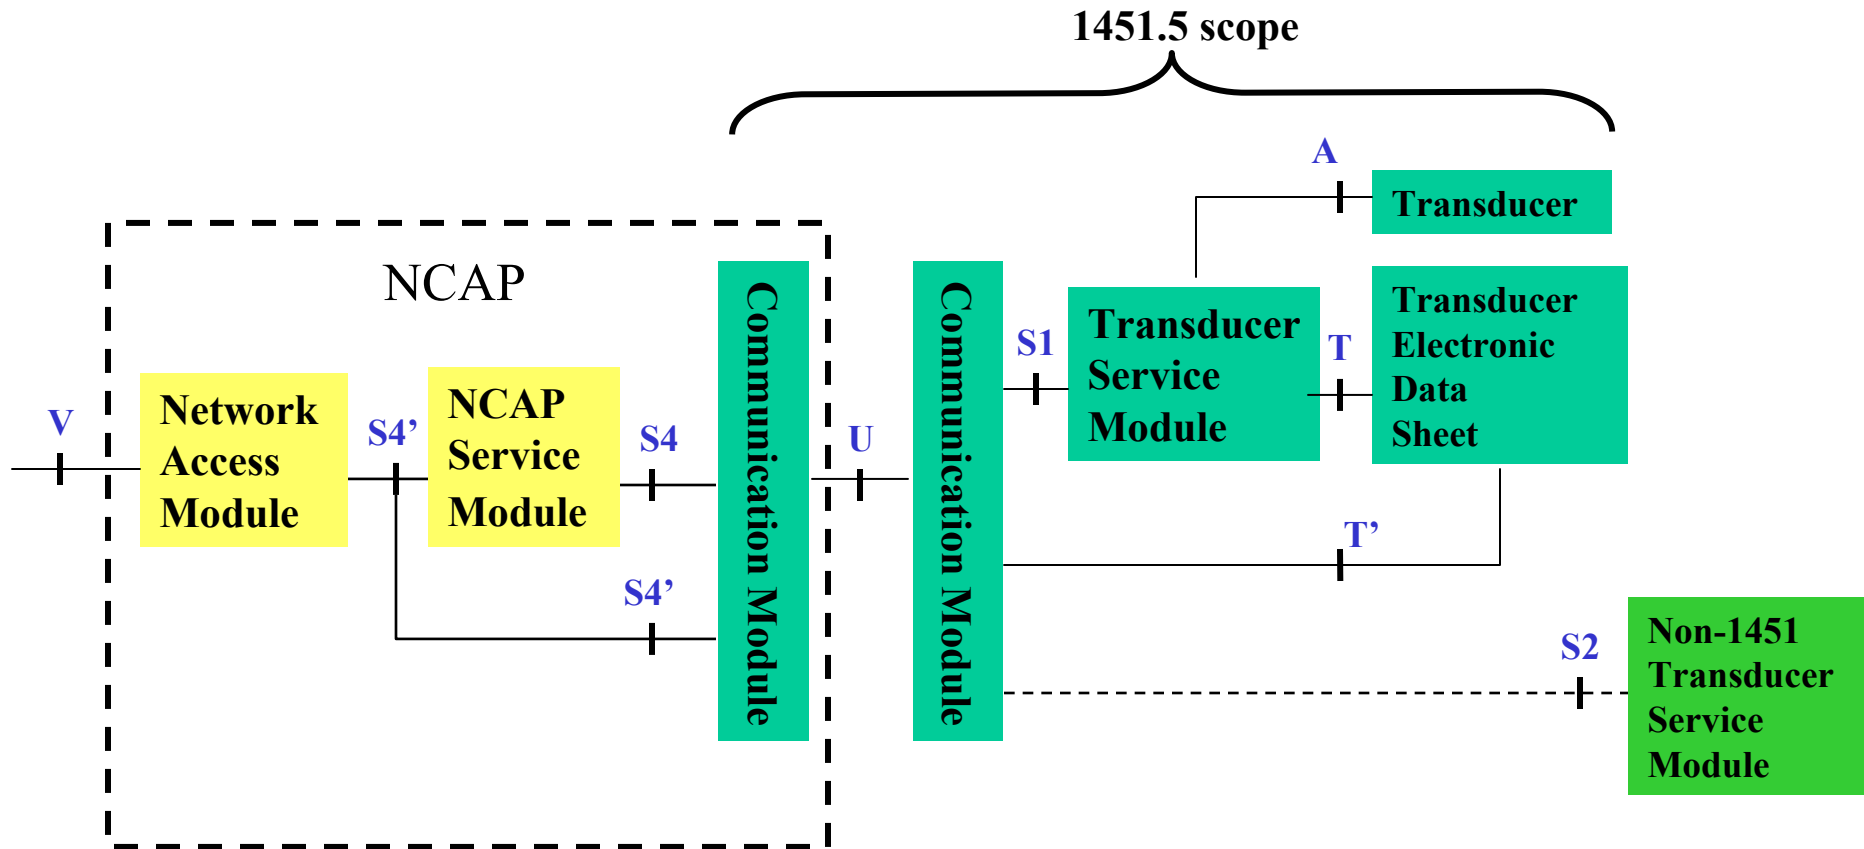 1451.5 scope
A
Transducer
NCAP
Communication Module
Communication Module
Transducer
Service
Module
Transducer
Electronic
Data
Sheet
S1
T
V
Network
Access
Module
S4’
NCAP
Service
Module
S4
U
T’
S4’
S2
Non-1451
Transducer
Service
Module